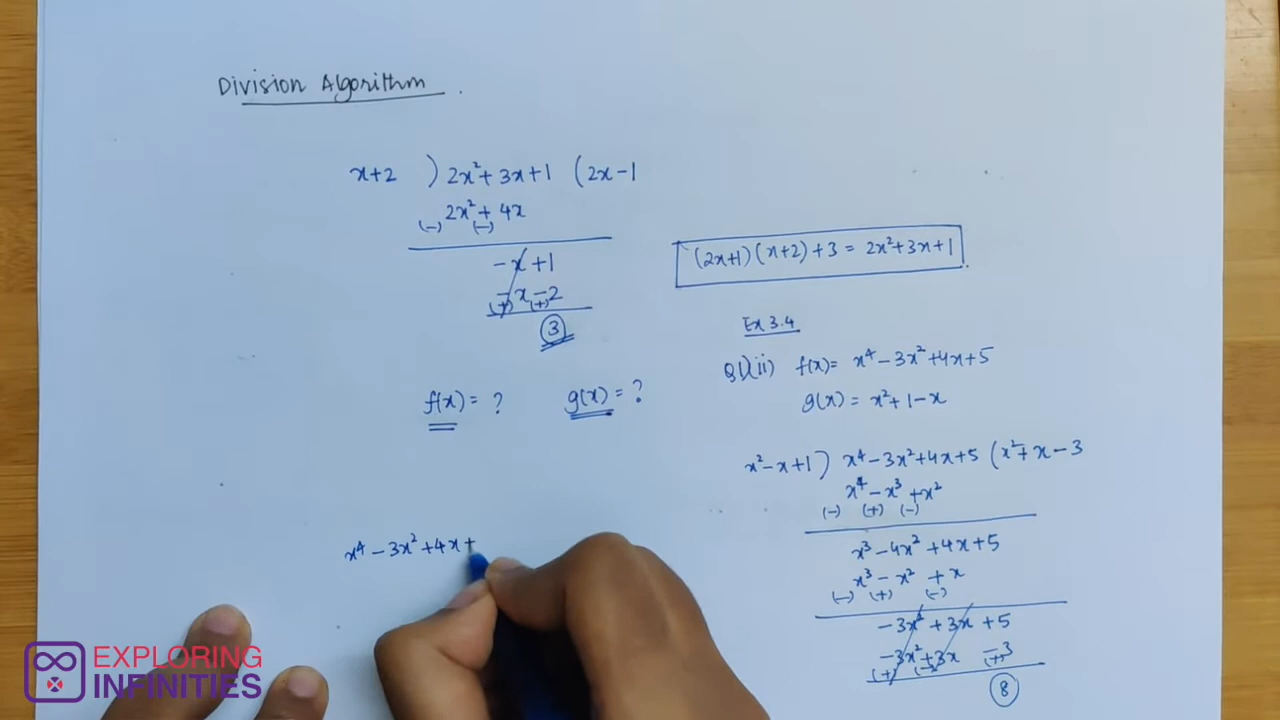 Division Algorithm .
x+2 ) 2x²+3x+1 (2x-1
2x²+4x
(-) (-)
-x+1
-x-2
(+) (+)
3
f(x) = ?
g(x) = ?
(2x+1)(x+2)+3 = 2x²+3x+1
Ex 3.4
Q1)(ii) f(x)= x⁴-3x²+4x+5
g(x) = x²+1-x
x²-x+1) x⁴-3x²+4x+5 (x²+x-3
x⁴-x³+x²
(-) (+) (-)
x³-4x²+4x+5
x³-x²+x
(-) (+) (-)
-3x²+3x+5
-3x²+3x-3
(+) (-) (+)
8
x⁴-3x²+4x+
EXPLORING
INFINITIES